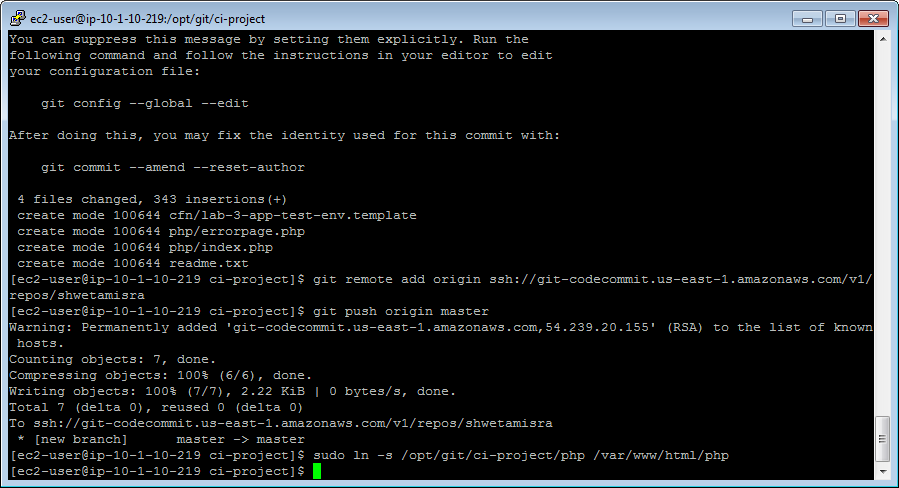 ec2-user@ip-10-1-10-219:/opt/git/ci-project
You can suppress this message by setting them explicitly. Run the
following command and follow the instructions in your editor to edit
your configuration file:
    git config --global --edit
After doing this, you may fix the identity used for this commit with:
    git commit --amend --reset-author
 4 files changed, 343 insertions(+)
 create mode 100644 cfn/lab-3-app-test-env.template
 create mode 100644 php/errorpage.php
 create mode 100644 php/index.php
 create mode 100644 readme.txt
[ec2-user@ip-10-1-10-219 ci-project]$ git remote add origin ssh://git-codecommit.us-east-1.amazonaws.com/v1/
repos/shwetamisra
[ec2-user@ip-10-1-10-219 ci-project]$ git push origin master
Warning: Permanently added 'git-codecommit.us-east-1.amazonaws.com,54.239.20.155' (RSA) to the list of known
 hosts.
Counting objects: 7, done.
Compressing objects: 100% (6/6), done.
Writing objects: 100% (7/7), 2.22 KiB | 0 bytes/s, done.
Total 7 (delta 0), reused 0 (delta 0)
To ssh://git-codecommit.us-east-1.amazonaws.com/v1/repos/shwetamisra
 * [new branch]      master -> master
[ec2-user@ip-10-1-10-219 ci-project]$ sudo ln -s /opt/git/ci-project/php /var/www/html/php
[ec2-user@ip-10-1-10-219 ci-project]$